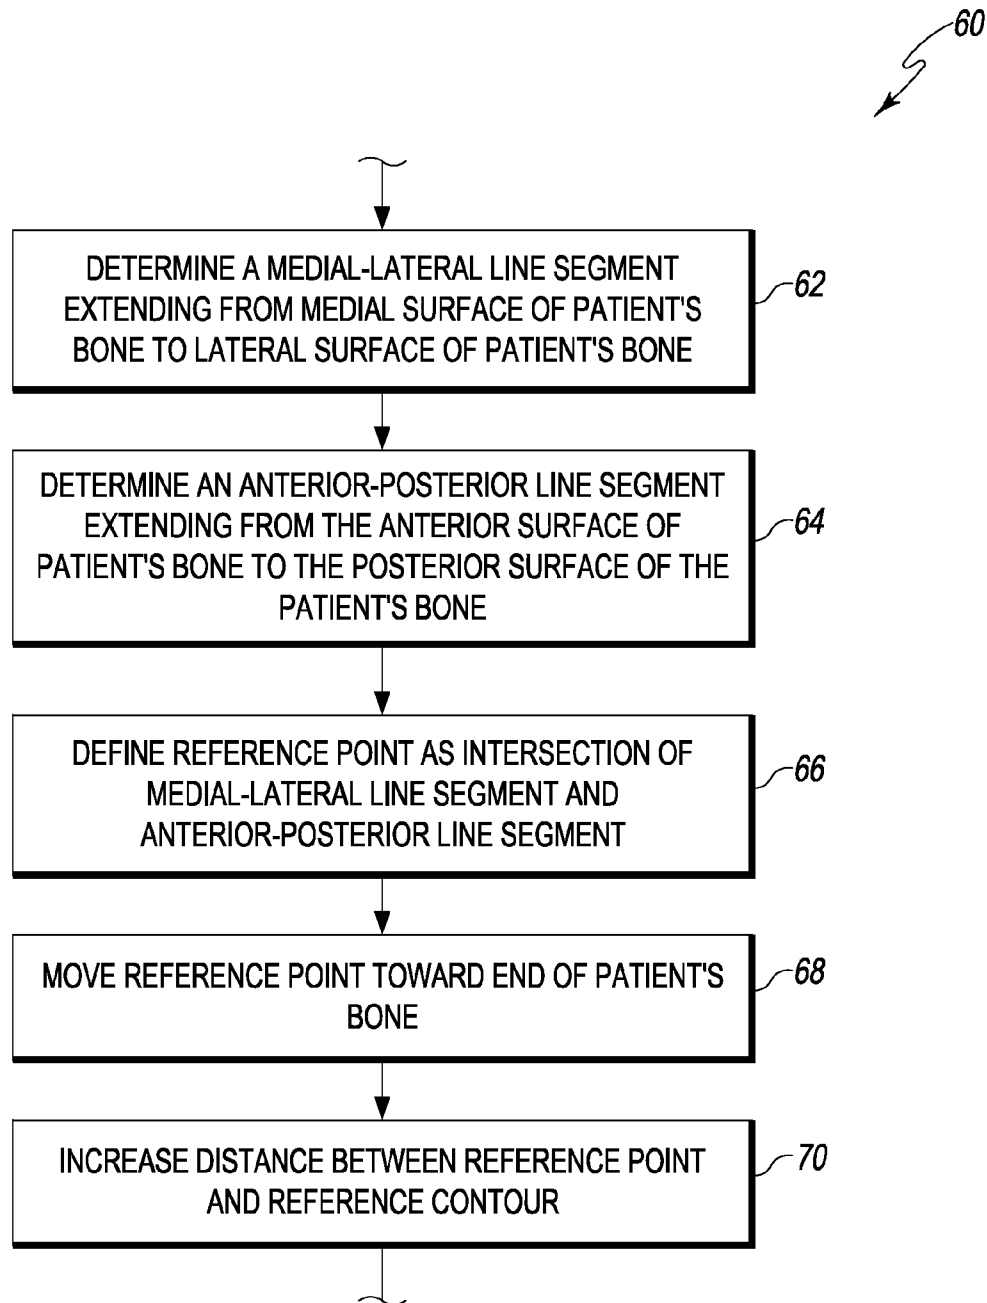 60
DETERMINE A MEDIAL-LATERAL LINE SEGMENT
EXTENDING FROM MEDIAL SURFACE OF PATIENT'S
BONE TO LATERAL SURFACE OF PATIENT'S BONE
62
DETERMINE AN ANTERIOR-POSTERIOR LINE SEGMENT
EXTENDING FROM THE ANTERIOR SURFACE OF
PATIENT'S BONE TO THE POSTERIOR SURFACE OF THE
PATIENT'S BONE
64
DEFINE REFERENCE POINT AS INTERSECTION OF
MEDIAL-LATERAL LINE SEGMENT AND
ANTERIOR-POSTERIOR LINE SEGMENT
66
MOVE REFERENCE POINT TOWARD END OF PATIENT'S
BONE
68
INCREASE DISTANCE BETWEEN REFERENCE POINT
AND REFERENCE CONTOUR
70